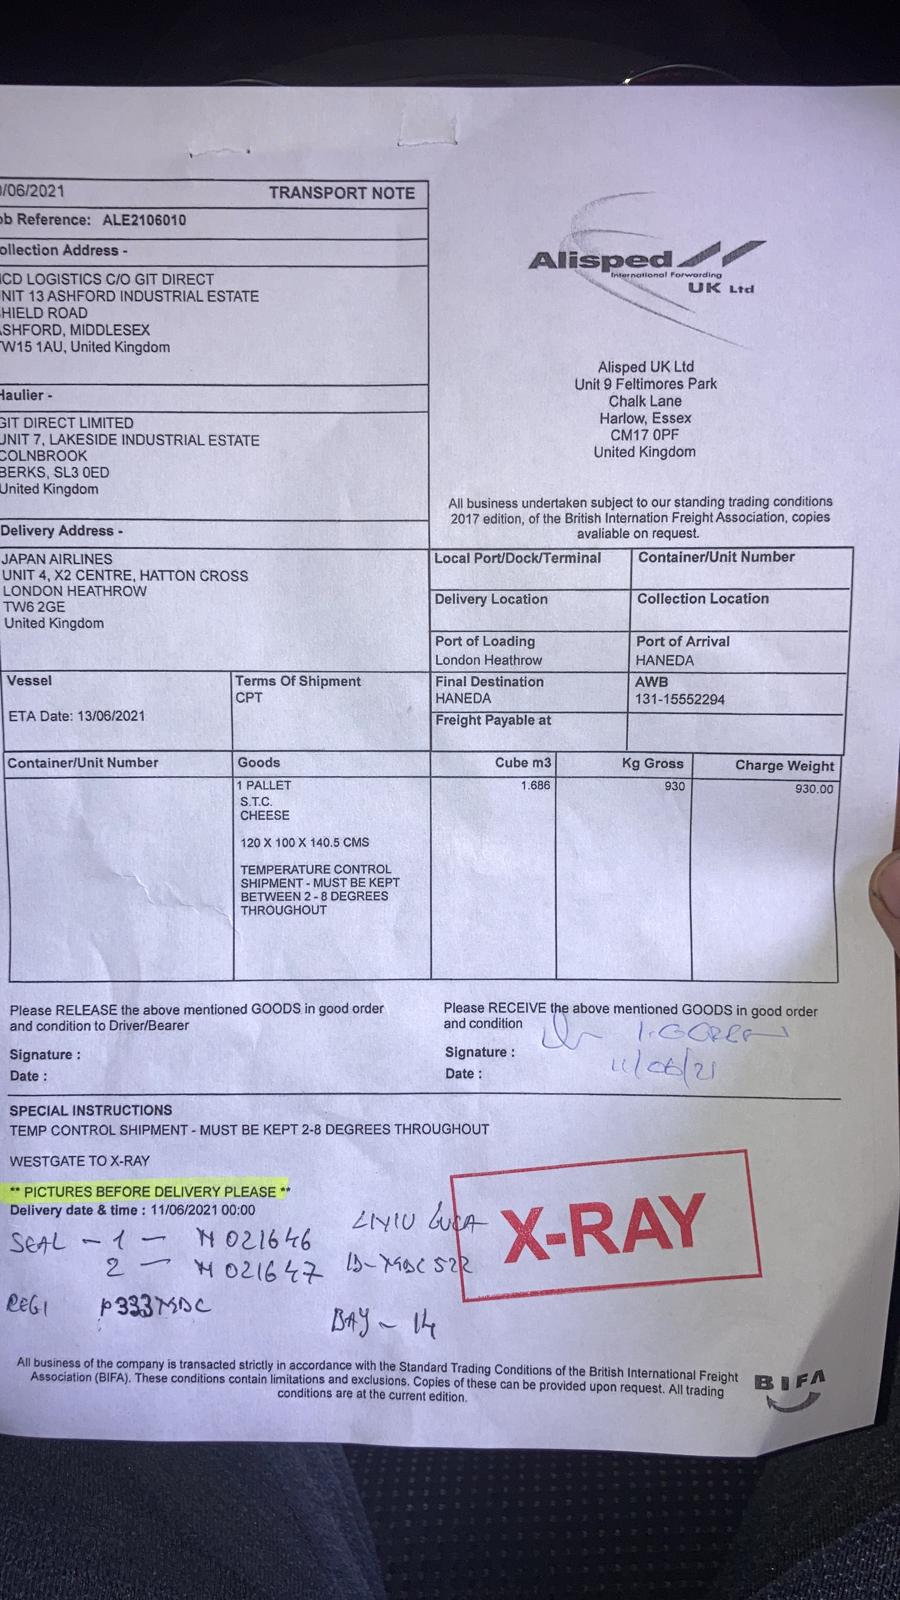 /06/2021 TRANSPORT NOTE
ob Reference: ALE2106010
ollection Address -
CD LOGISTICS C/O GIT DIRECT
NIT 13 ASHFORD INDUSTRIAL ESTATE
HIELD ROAD
ASHFORD, MIDDLESEX
TW15 1AU, United Kingdom
Haulier -
GIT DIRECT LIMITED
UNIT 7, LAKESIDE INDUSTRIAL ESTATE
COLNBROOK
BERKS, SL3 0ED
United Kingdom
Alisped
International Forwarding
UK Ltd
Alisped UK Ltd
Unit 9 Feltimores Park
Chalk Lane
Harlow, Essex
CM17 0PF
United Kingdom
All business undertaken subject to our standing trading conditions
2017 edition, of the British Internation Freight Association, copies
avaliable on request.
Delivery Address -
JAPAN AIRLINES
UNIT 4, X2 CENTRE, HATTON CROSS
LONDON HEATHROW
TW6 2GE
United Kingdom
Local Port/Dock/Terminal Container/Unit Number
Delivery Location Collection Location
Port of Loading Port of Arrival
London Heathrow HANEDA
Vessel Terms Of Shipment Final Destination AWB
CPT HANEDA 131-15552294
ETA Date: 13/06/2021 Freight Payable at
Container/Unit Number Goods Cube m3 Kg Gross Charge Weight
1 PALLET 1.686 930 930.00
S.T.C.
CHEESE
120 X 100 X 140.5 CMS
TEMPERATURE CONTROL
SHIPMENT - MUST BE KEPT
BETWEEN 2 - 8 DEGREES
THROUGHOUT
Please RELEASE the above mentioned GOODS in good order
and condition to Driver/Bearer
Signature :
Date :
Please RECEIVE the above mentioned GOODS in good order
and condition
Signature :
Date : 11/06/21
SPECIAL INSTRUCTIONS
TEMP CONTROL SHIPMENT - MUST BE KEPT 2-8 DEGREES THROUGHOUT
WESTGATE TO X-RAY
** PICTURES BEFORE DELIVERY PLEASE **
Delivery date & time : 11/06/2021 00:00
X-RAY
SEAL - 1 - N 021646 LIVIU LUCA
2 - N 021647
REGI P333MDC
BAY - 14
All business of the company is transacted strictly in accordance with the Standard Trading Conditions of the British International Freight
Association (BIFA). These conditions contain limitations and exclusions. Copies of these can be provided upon request. All trading
conditions are at the current edition.
BIFA